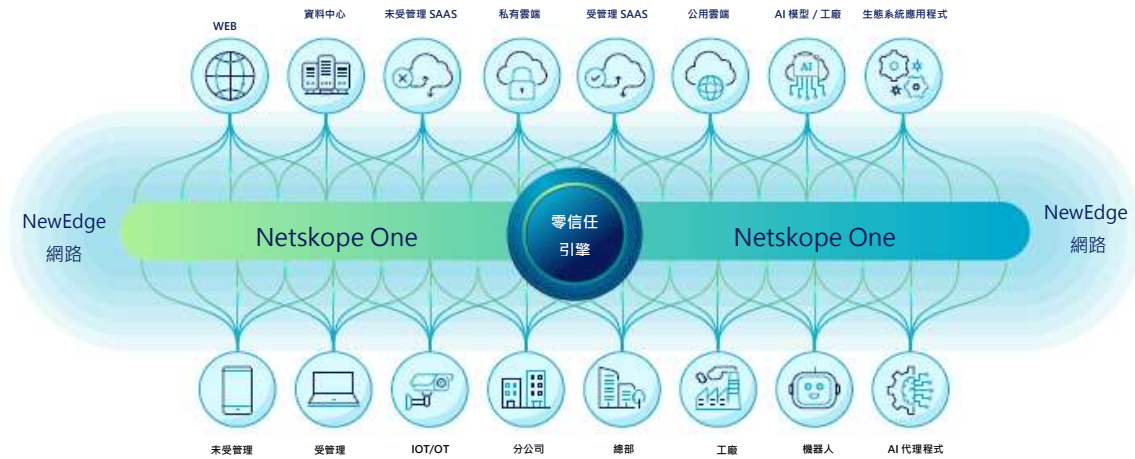 WEB
資料中心
未受管理 SAAS
私有雲端
受管理 SAAS
公用雲端
AI 模型 / 工廠
生態系統應用程式
AI
NewEdge
網路
Netskope One
零信任
引擎
Netskope One
NewEdge
網路
未受管理
受管理
IOT/OT
分公司
總部
工廠
機器人
AI 代理程式